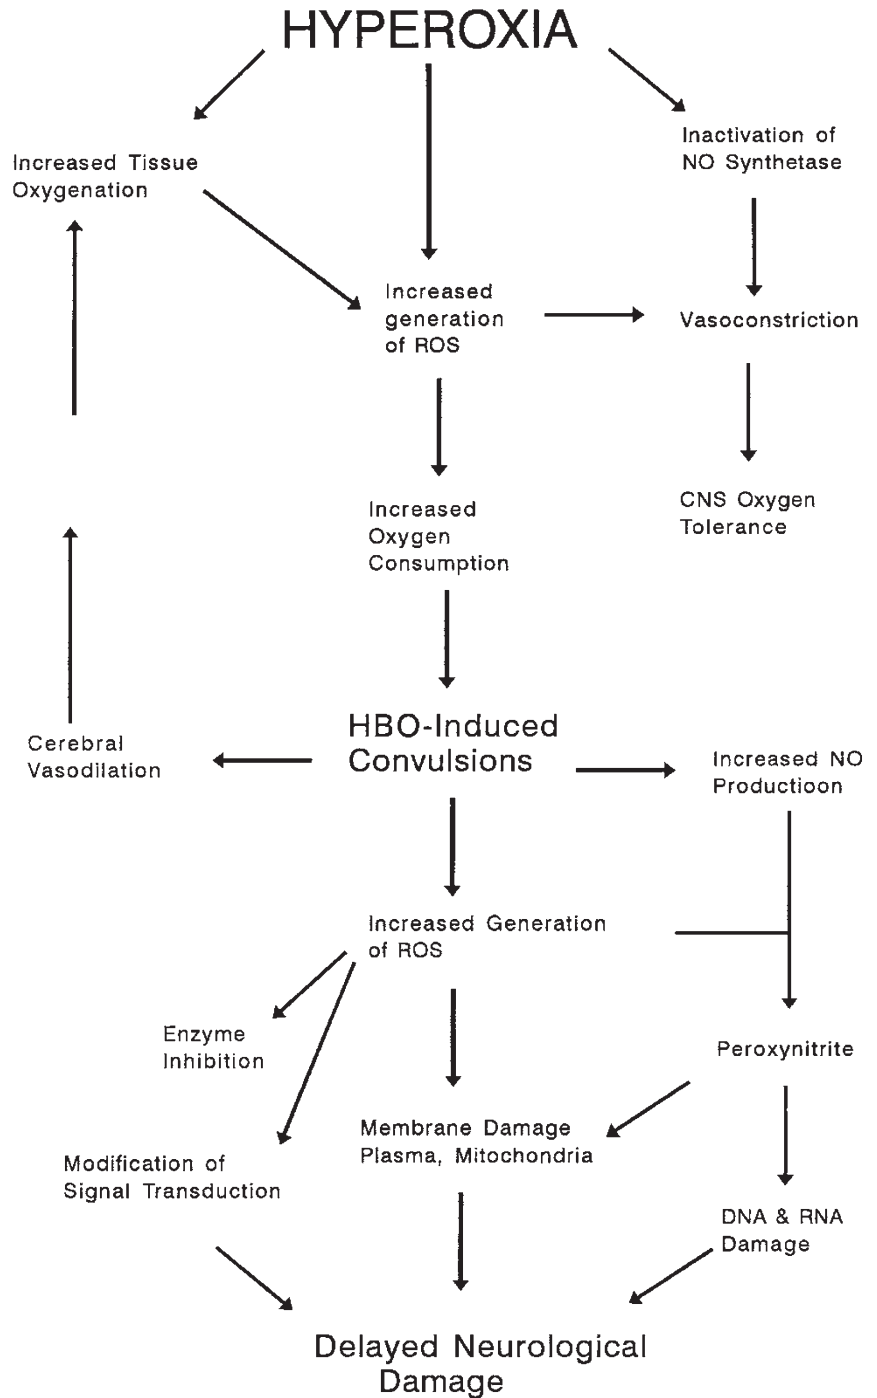 HYPEROXIA
Inactivation of
NO Synthetase
Increased Tissue
Oxygenation
Increased
generation
of ROS
Vasoconstriction
CNS Oxygen
Tolerance
Increased
Oxygen
Consumption
HBO-Induced
Convulsions
Cerebral
Vasodilation
Increased NO
Productioon
Increased Generation
of ROS
Enzyme
Inhibition
Peroxynitrite
Membrane Damage
Plasma, Mitochondria
Modification of
Signal Transduction
DNA & RNA
Damage
Delayed Neurological
Damage